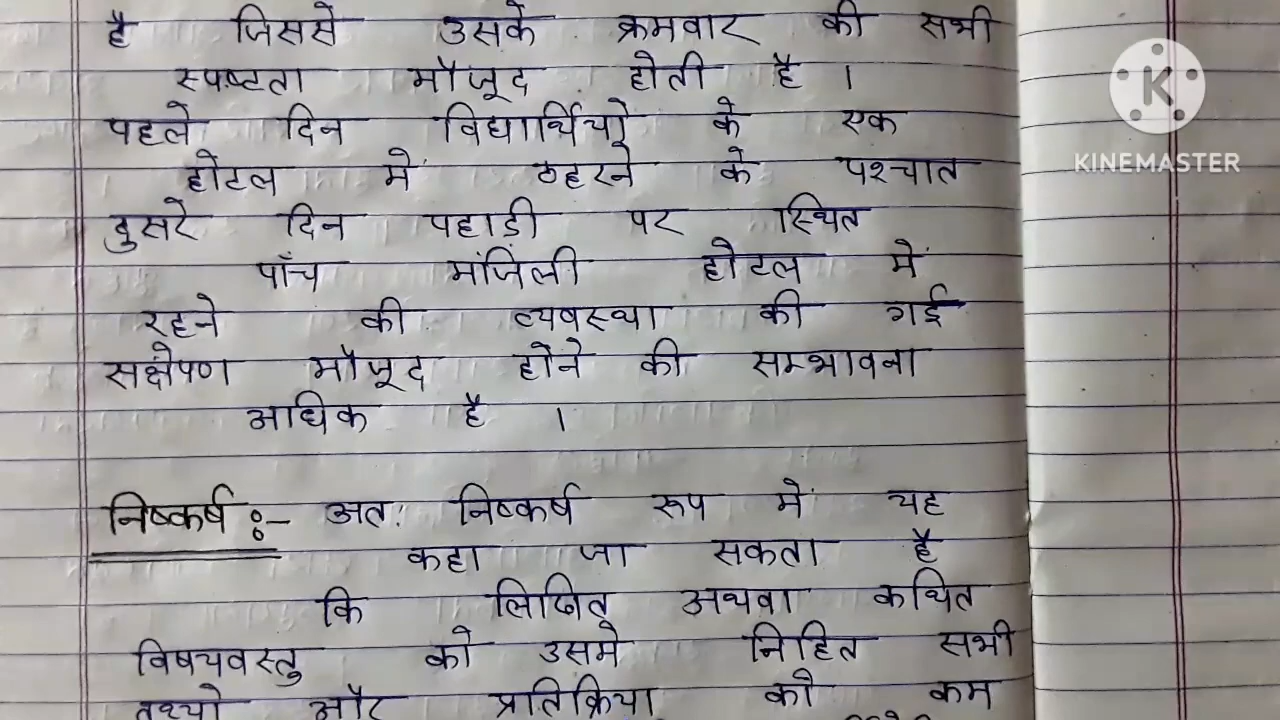 है जिससे उसके क्रमवार की सभी
स्पष्टता मौजूद होती है ।
पहले दिन विद्यार्थियो के एक
होटल में ठहरने के पश्चात
दुसरे दिन पहाडी पर स्थित
पाँच मंजिली होटल में
रहने की व्यवस्था की गई
सक्षेपण मौजूद होने की सम्भावना
अधिक है ।
निष्कर्ष :- अत: निष्कर्ष रूप में यह
कहा जा सकता है
कि लिखित अथवा कथित
विषयवस्तु को उसमे निहित सभी
तथ्यो और प्रतिक्रिया को कम
K
KINEMASTER